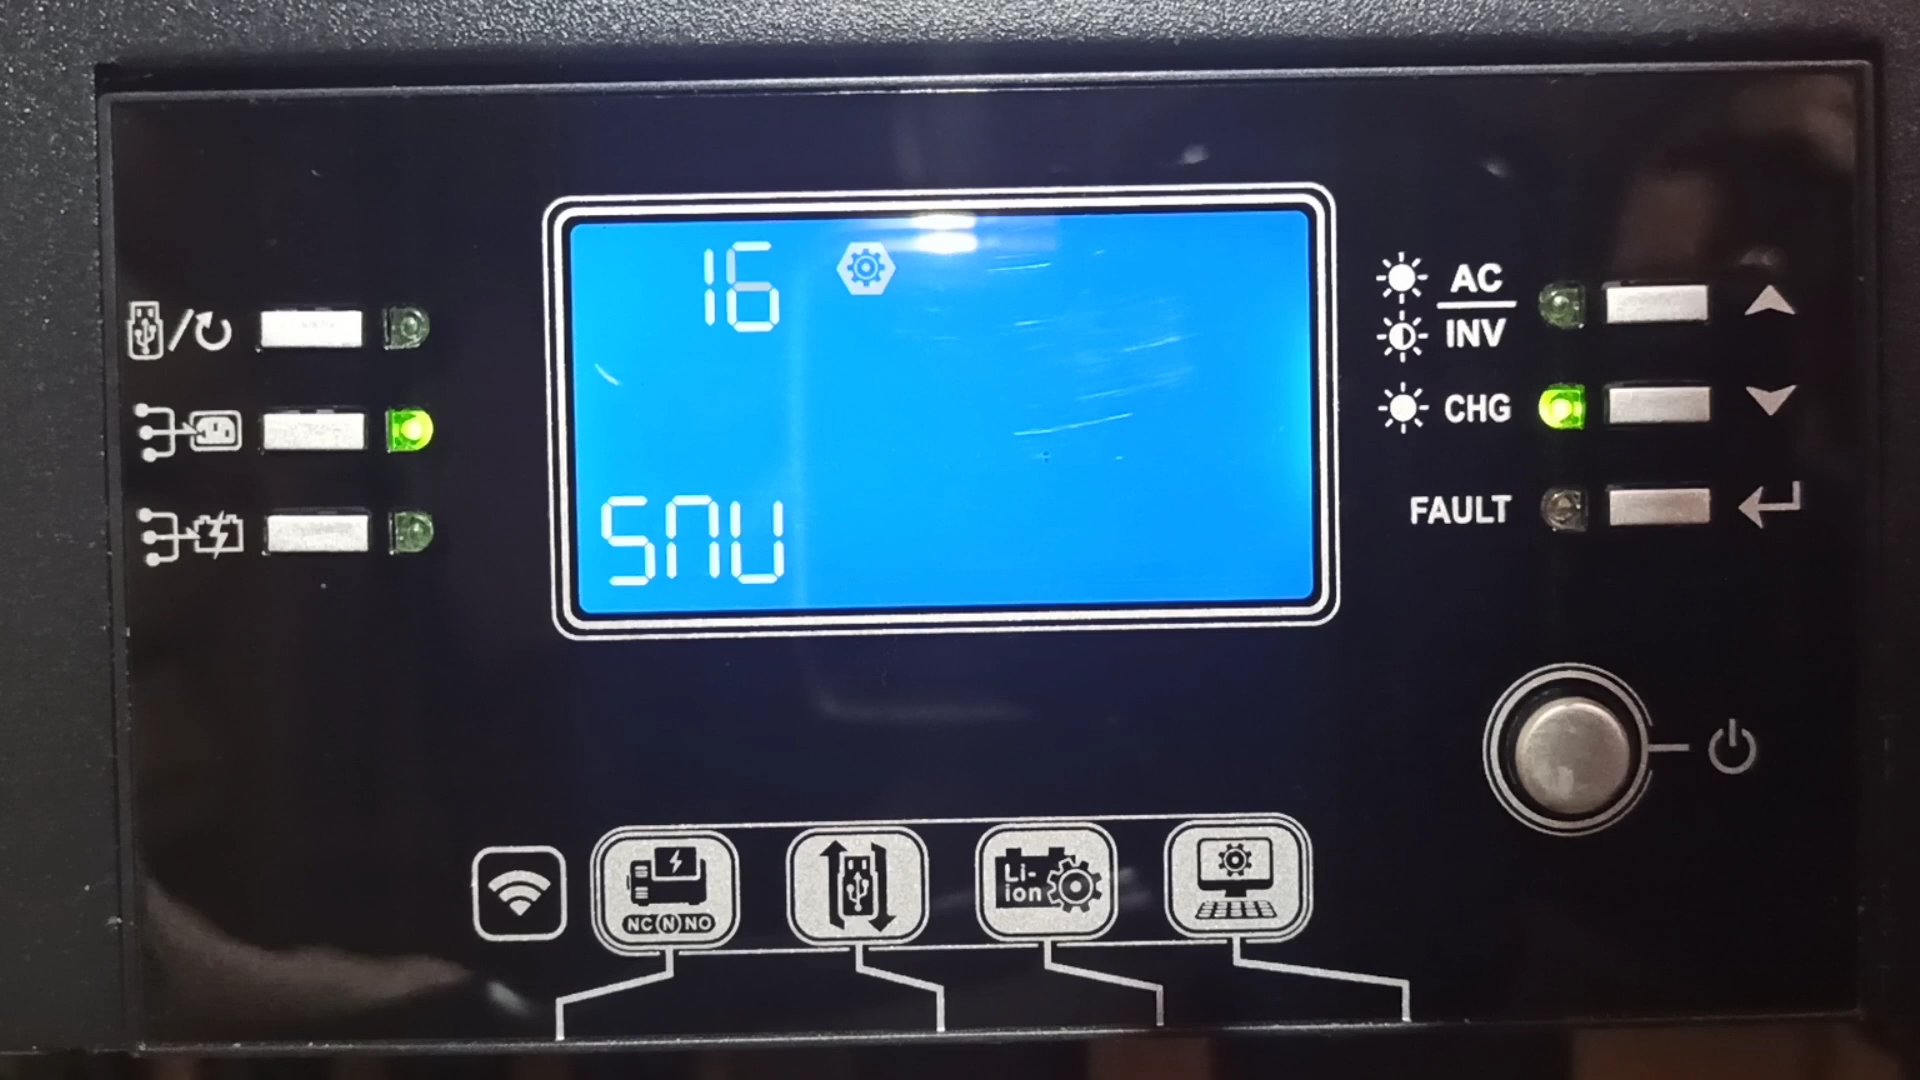 16
SNU
AC
INV
CHG
FAULT
NC N NO
Li-
ion